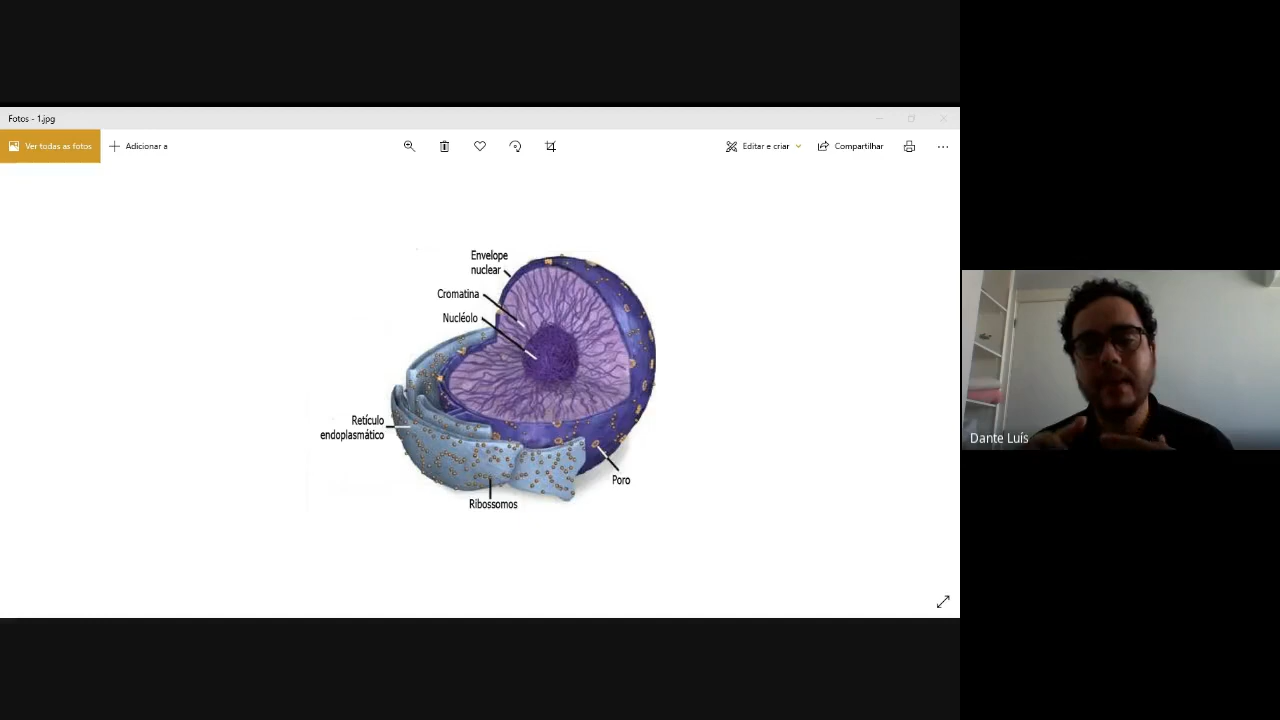 Fotos - 1.jpg
Ver todas as fotos
Adicionar a
Editar e criar
Compartilhar
Envelope
nuclear
Cromatina
Nucléolo
Retículo
endoplasmático
Poro
Ribossomos
Dante Luís